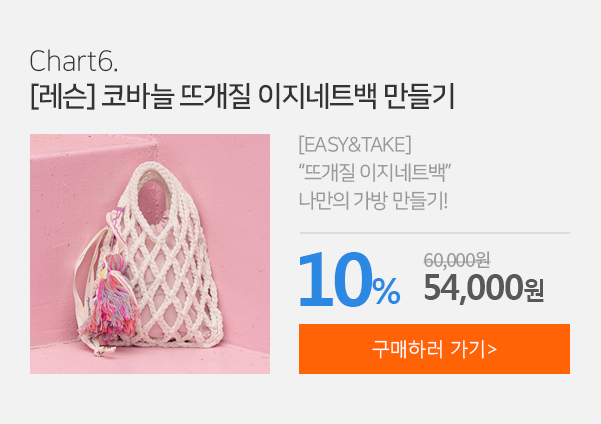 Chart6.
[레슨] 코바늘 뜨개질 이지네트백 만들기
[EASY&TAKE]
“뜨개질 이지네트백”
나만의 가방 만들기!
10%
60,000원
54,000원
구매하러 가기>